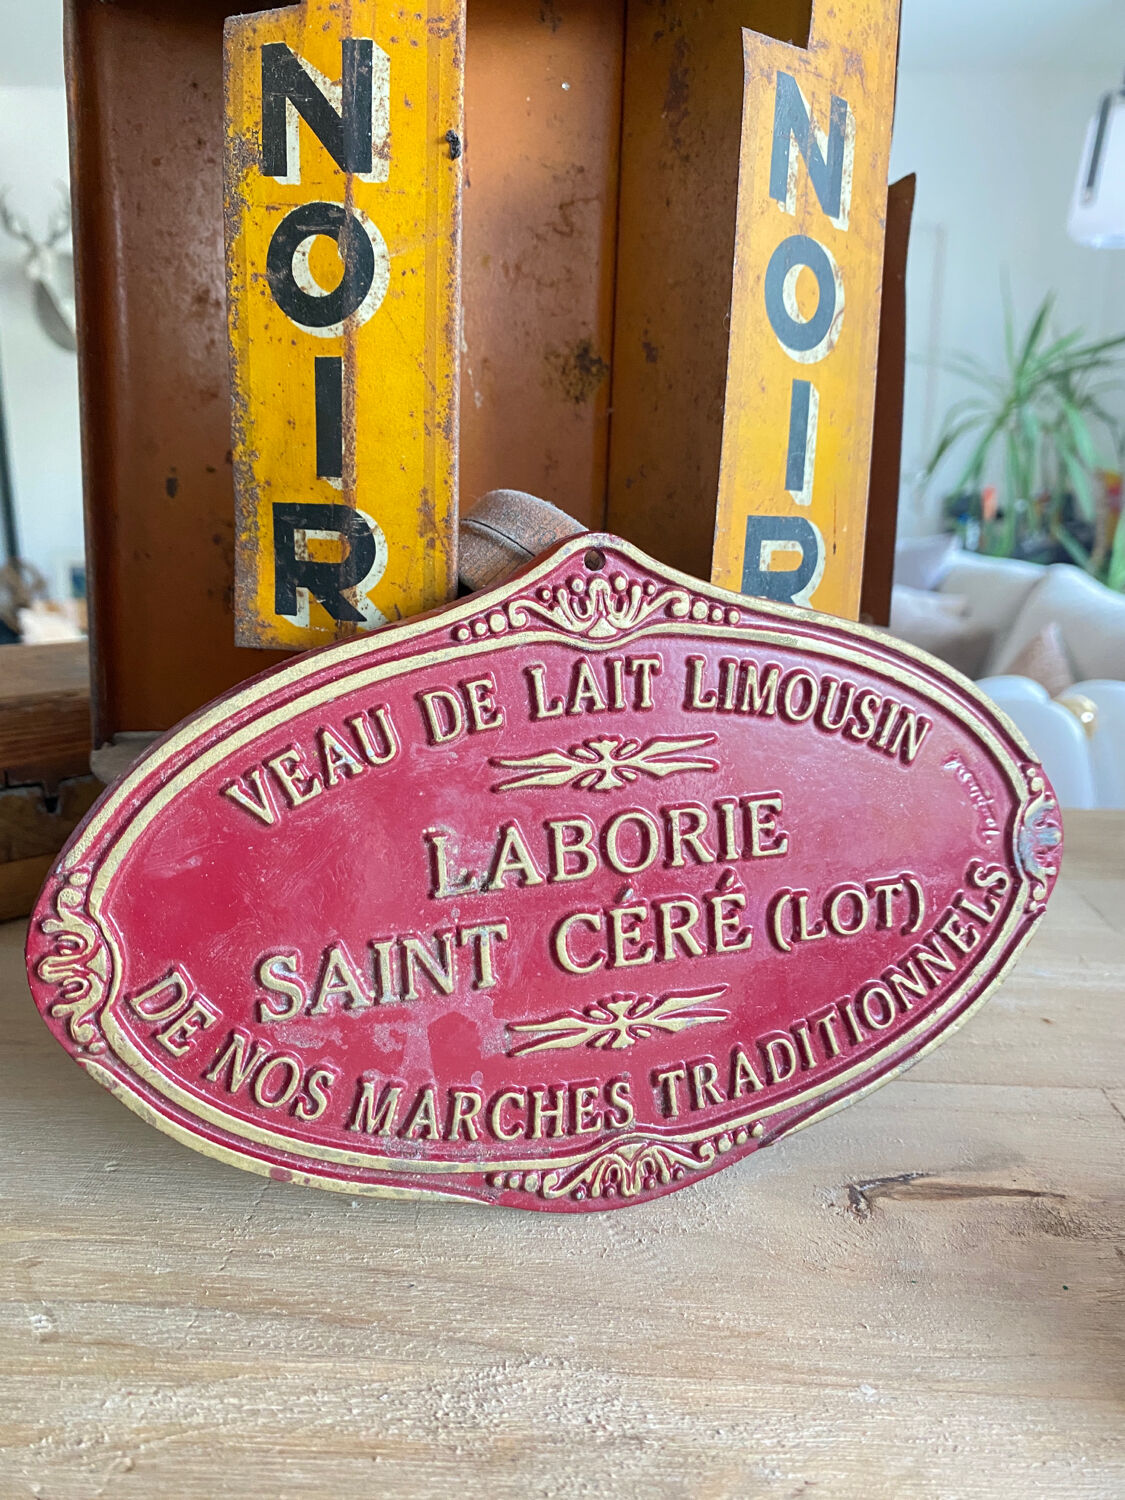 NOIR
NOIR
VEAU DE LAIT LIMOUSIN
LABORIE
SAINT CÉRÉ (LOT)
DE NOS MARCHES TRADITIONNELS